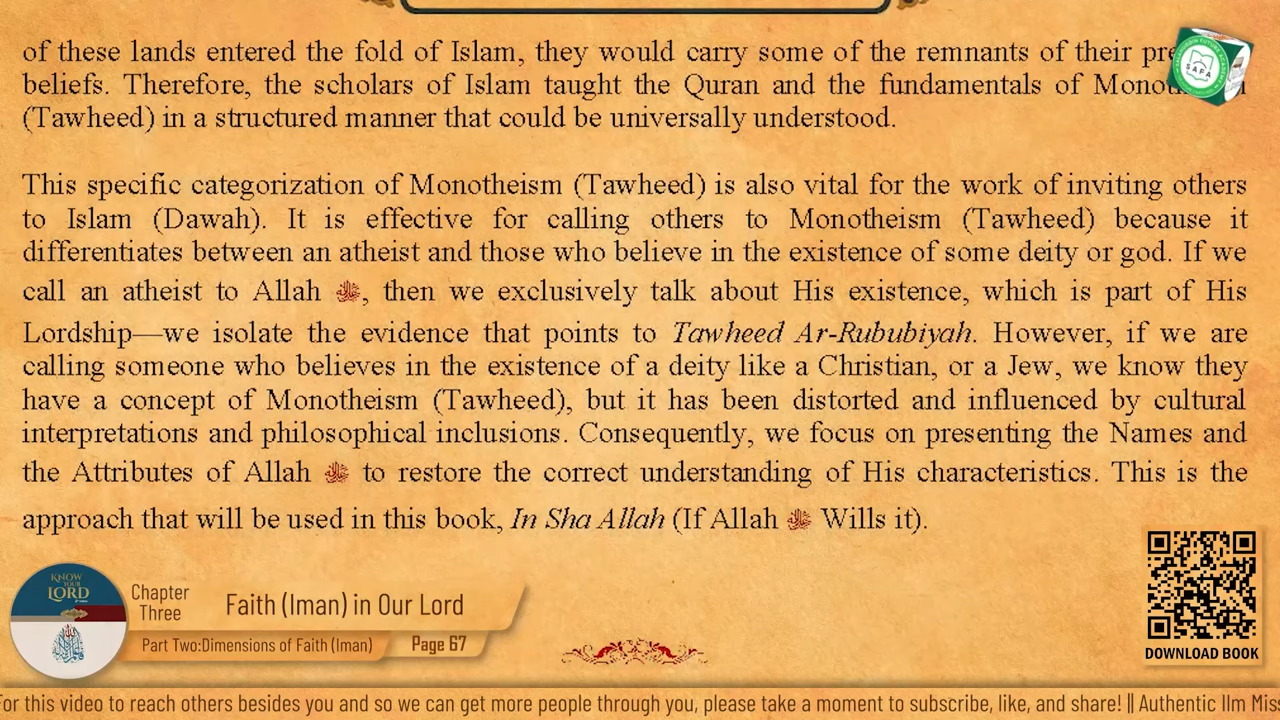 of these lands entered the fold of Islam, they would carry some of the remnants of their
beliefs. Therefore, the scholars of Islam taught the Quran and the fundamentals of
(Tawheed) in a structured manner that could be universally understood.
This specific categorization of Monotheism (Tawheed) is also vital for the work of inviting others
to Islam (Dawah). It is effective for calling others to Monotheism (Tawheed) because it
differentiates between an atheist and those who believe in the existence of some deity or god. If we
call an atheist to Allah ﷻ, then we exclusively talk about His existence, which is part of His
Lordship—we isolate the evidence that points to Tawheed Ar-Rububiyah. However, if we are
calling someone who believes in the existence of a deity like a Christian, or a Jew, we know they
have a concept of Monotheism (Tawheed), but it has been distorted and influenced by cultural
interpretations and philosophical inclusions. Consequently, we focus on presenting the Names and
the Attributes of Allah ﷻ to restore the correct understanding of His characteristics. This is the
approach that will be used in this book, In Sha Allah (If Allah ﷻ Wills it).
KNOW
YOUR
LORD
Chapter
Three
Faith (Iman) in Our Lord
Part Two:Dimensions of Faith (Iman)
Page 67
DOWNLOAD BOOK
For this video to reach others besides you and so we can get more people through you, please take a moment to subscribe, like, and share! || Authentic Ilm